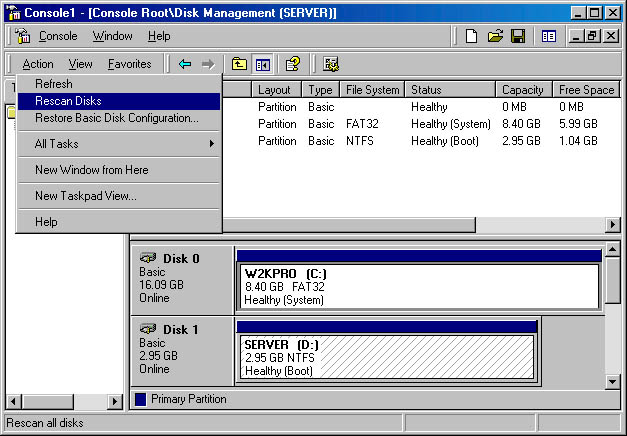 Console1 - [Console Root\Disk Management (SERVER)]
Console Window Help
Action View Favorites
Refresh
Rescan Disks
Restore Basic Disk Configuration...
All Tasks
New Window from Here
New Taskpad View...
Help
Layout Type File System Status Capacity Free Space
Partition Basic Healthy 0 MB 0 MB
Partition Basic FAT32 Healthy (System) 8.40 GB 5.99 GB
Partition Basic NTFS Healthy (Boot) 2.95 GB 1.04 GB
Disk 0
Basic
16.09 GB
Online
W2KPRO (C:)
8.40 GB FAT32
Healthy (System)
Disk 1
Basic
2.95 GB
Online
SERVER (D:)
2.95 GB NTFS
Healthy (Boot)
Primary Partition
Rescan all disks